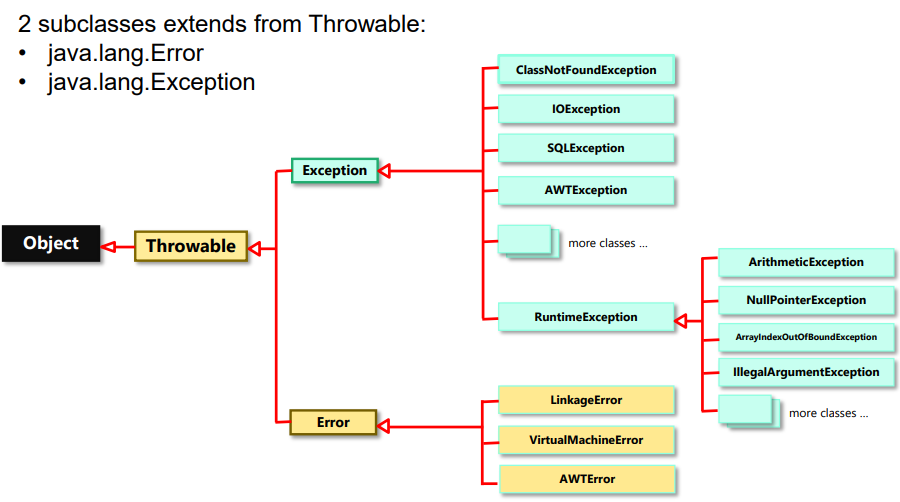 2 subclasses extends from Throwable:
• java.lang.Error
• java.lang.Exception
ClassNotFoundException
IOException
SQLException
Exception
AWTException
Object
Throwable
more classes ...
ArithmeticException
NullPointerException
RuntimeException
ArrayIndexOutOfBoundException
IllegalArgumentException
more classes ...
LinkageError
Error
VirtualMachineError
AWTError